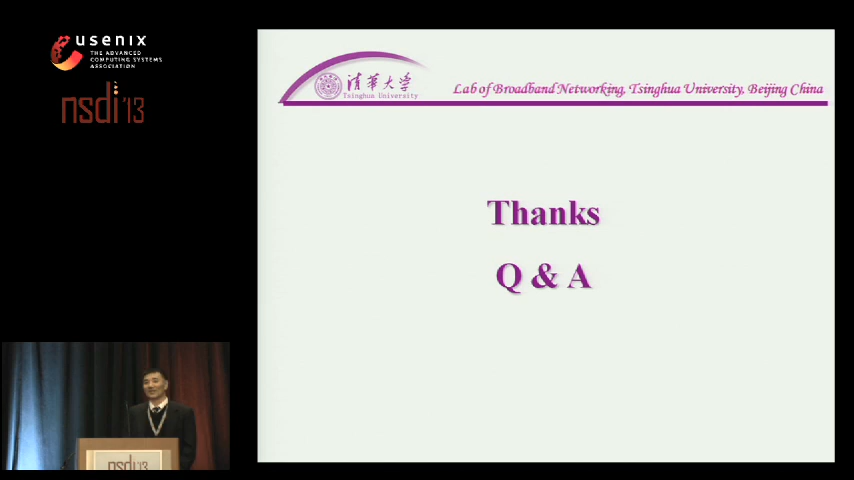 usenix
THE ADVANCED
COMPUTING SYSTEMS
ASSOCIATION
nsdi '13
清華大学
Tsinghua University
Lab of Broadband Networking, Tsinghua University, Beijing China
Thanks
Q & A
nsdi '13